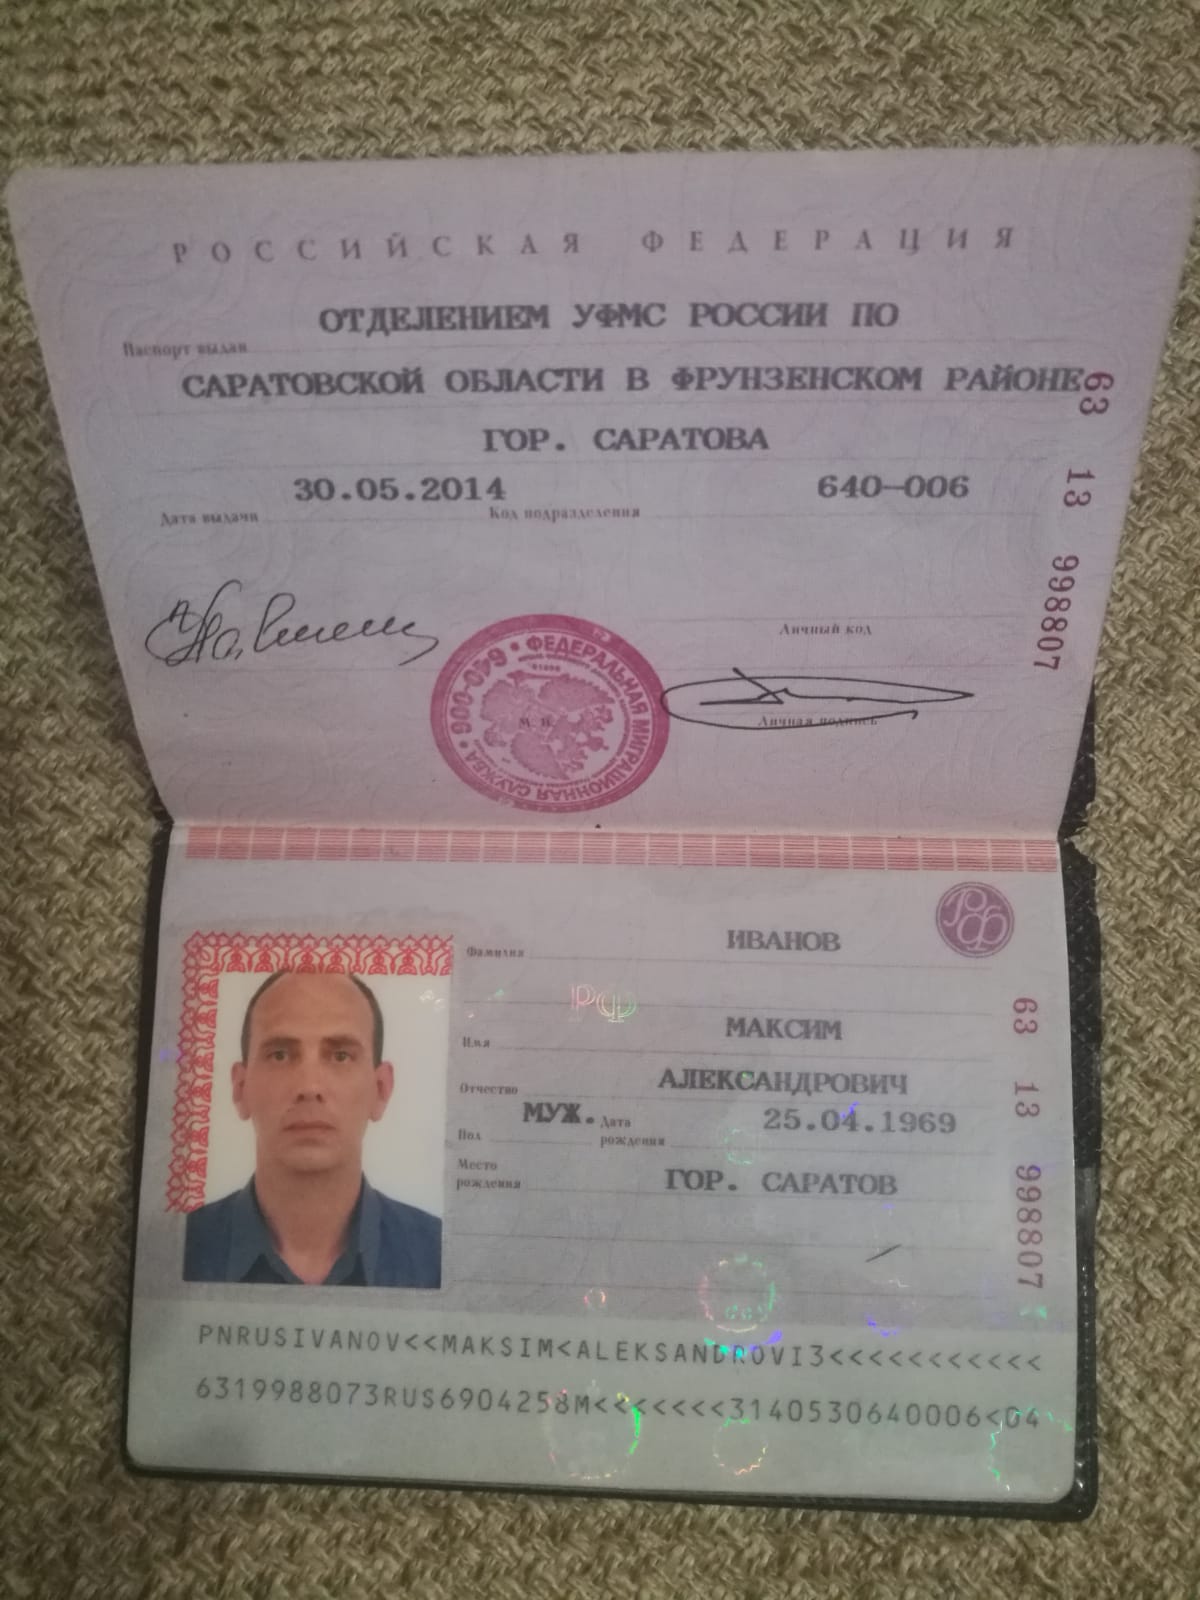 РОССИЙСКАЯ ФЕДЕРАЦИЯ
ОТДЕЛЕНИЕМ УФМС РОССИИ ПО
Паспорт выдан
САРАТОВСКОЙ ОБЛАСТИ В ФРУНЗЕНСКОМ РАЙОНЕ
ГОР. САРАТОВА
30.05.2014 640-006
Дата выдачи Код подразделения
63 13 998807
Личный код
Личная подпись
ФЕДЕРАЛЬНАЯ МИГРАЦИОННАЯ СЛУЖБА • 640-059 •
М. П.
РФ
Фамилия ИВАНОВ
РФ
Имя МАКСИМ
Отчество АЛЕКСАНДРОВИЧ
Пол МУЖ. Дата рождения 25.04.1969
Место рождения ГОР. САРАТОВ
63 13 998807
PNRUSIVANOV<<MAKSIM<ALEKSANDROVI3<<<<<<<<<<<
6319988073RUS6904258M<<<<<<<3140530640006<04